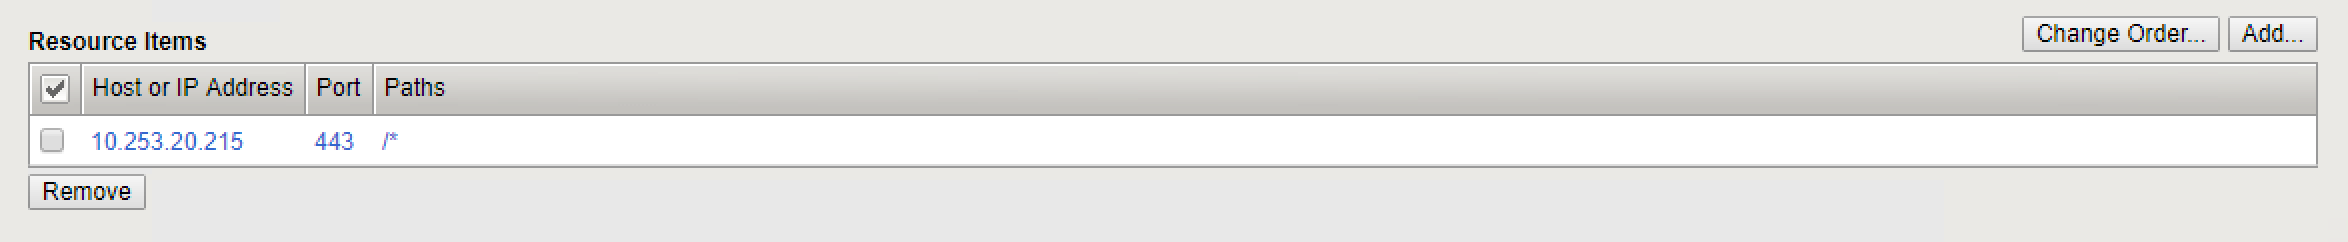 Resource Items
Change Order... Add...
Host or IP Address Port Paths
10.253.20.215 443 /*
Remove